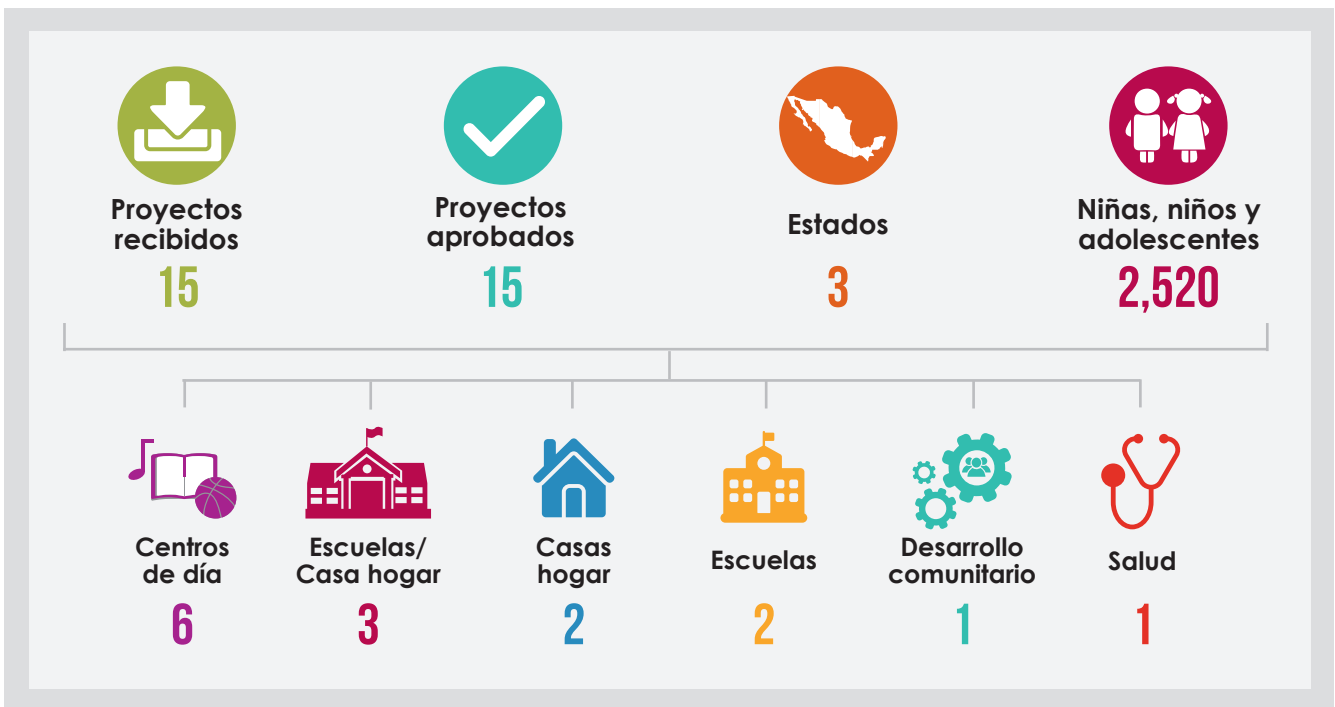 Proyectos
recibidos
15
Proyectos
aprobados
15
Estados
3
Niñas, niños y
adolescentes
2,520
Centros
de día
6
Escuelas/
Casa hogar
3
Casas
hogar
2
Escuelas
2
Desarrollo
comunitario
1
Salud
1